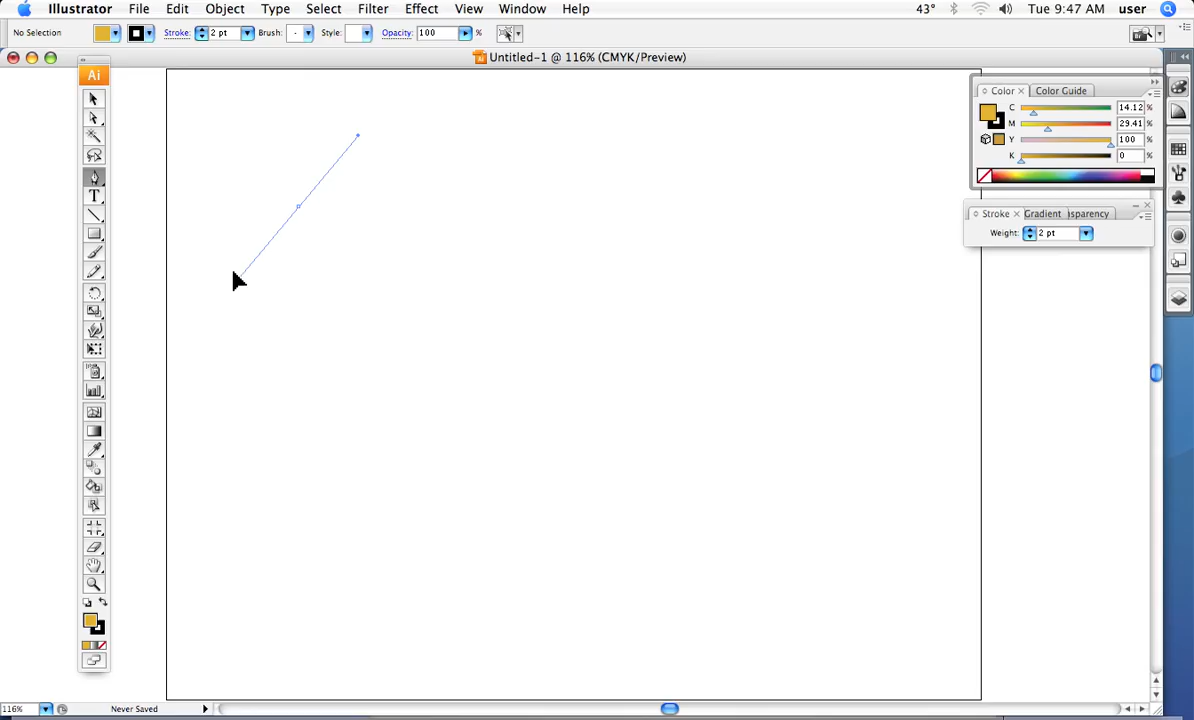 Illustrator File Edit Object Type Select Filter Effect View Window Help 43° Tue 9:47 AM user
No Selection Stroke: 2 pt Brush: Style: Opacity: 100 %
Untitled-1 @ 116% (CMYK/Preview)
Ai
Color Color Guide
C 14.12 %
M 29.41 %
Y 100 %
K 0 %
Stroke Gradient sparency
Weight: 2 pt
T
116% Never Saved